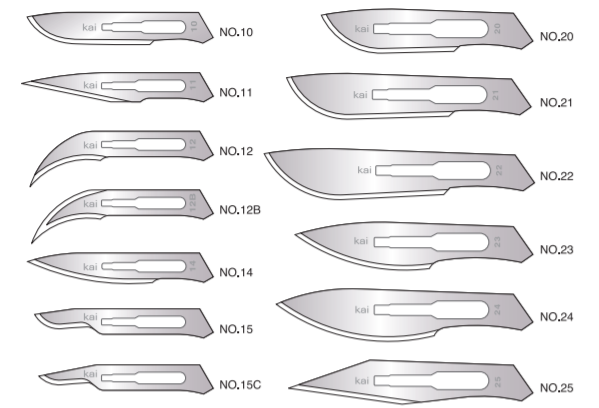 kai 10 NO.10
kai 11 NO.11
kai 12 NO.12
kai 12B NO.12B
kai 14 NO.14
kai NO.15
kai NO.15C
kai 20 NO.20
kai 21 NO.21
kai 22 NO.22
kai 23 NO.23
kai 24 NO.24
kai 25 NO.25